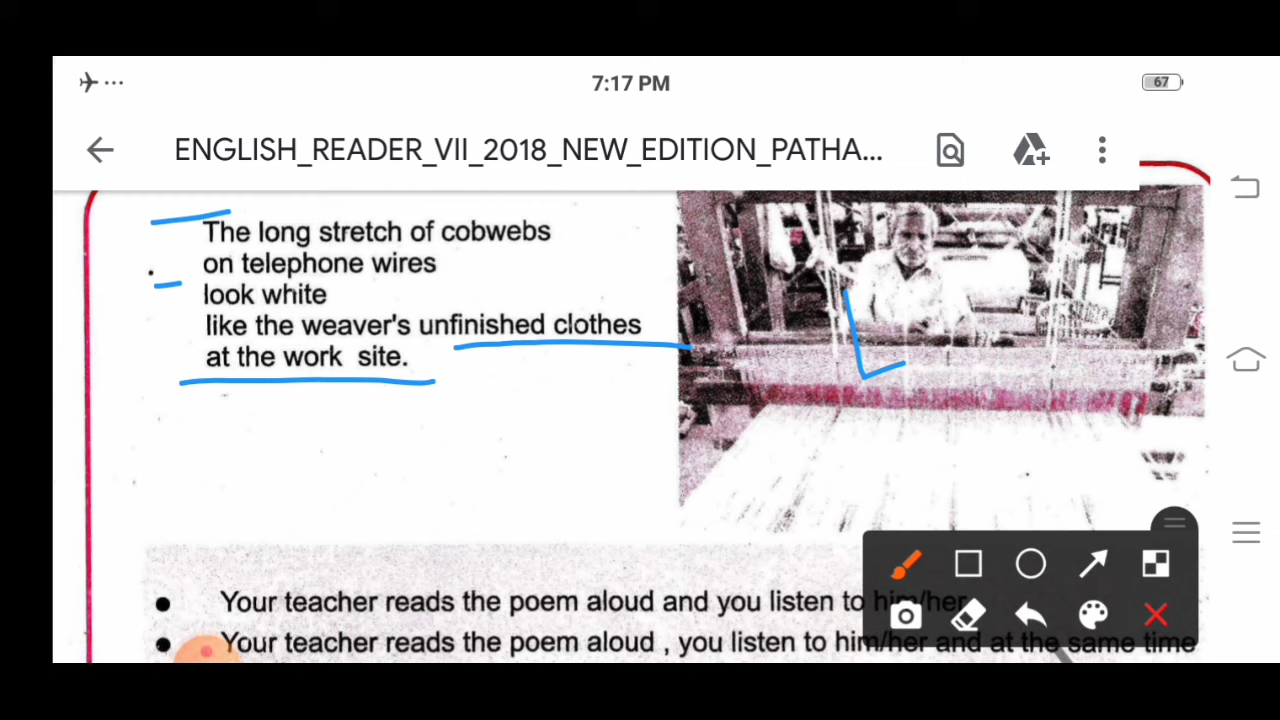 7:17 PM
67
ENGLISH_READER_VII_2018_NEW_EDITION_PATHA...
The long stretch of cobwebs
on telephone wires
look white
like the weaver's unfinished clothes
at the work site.
Your teacher reads the poem aloud and you listen to him/her
Your teacher reads the poem aloud , you listen to him/her and at the same time